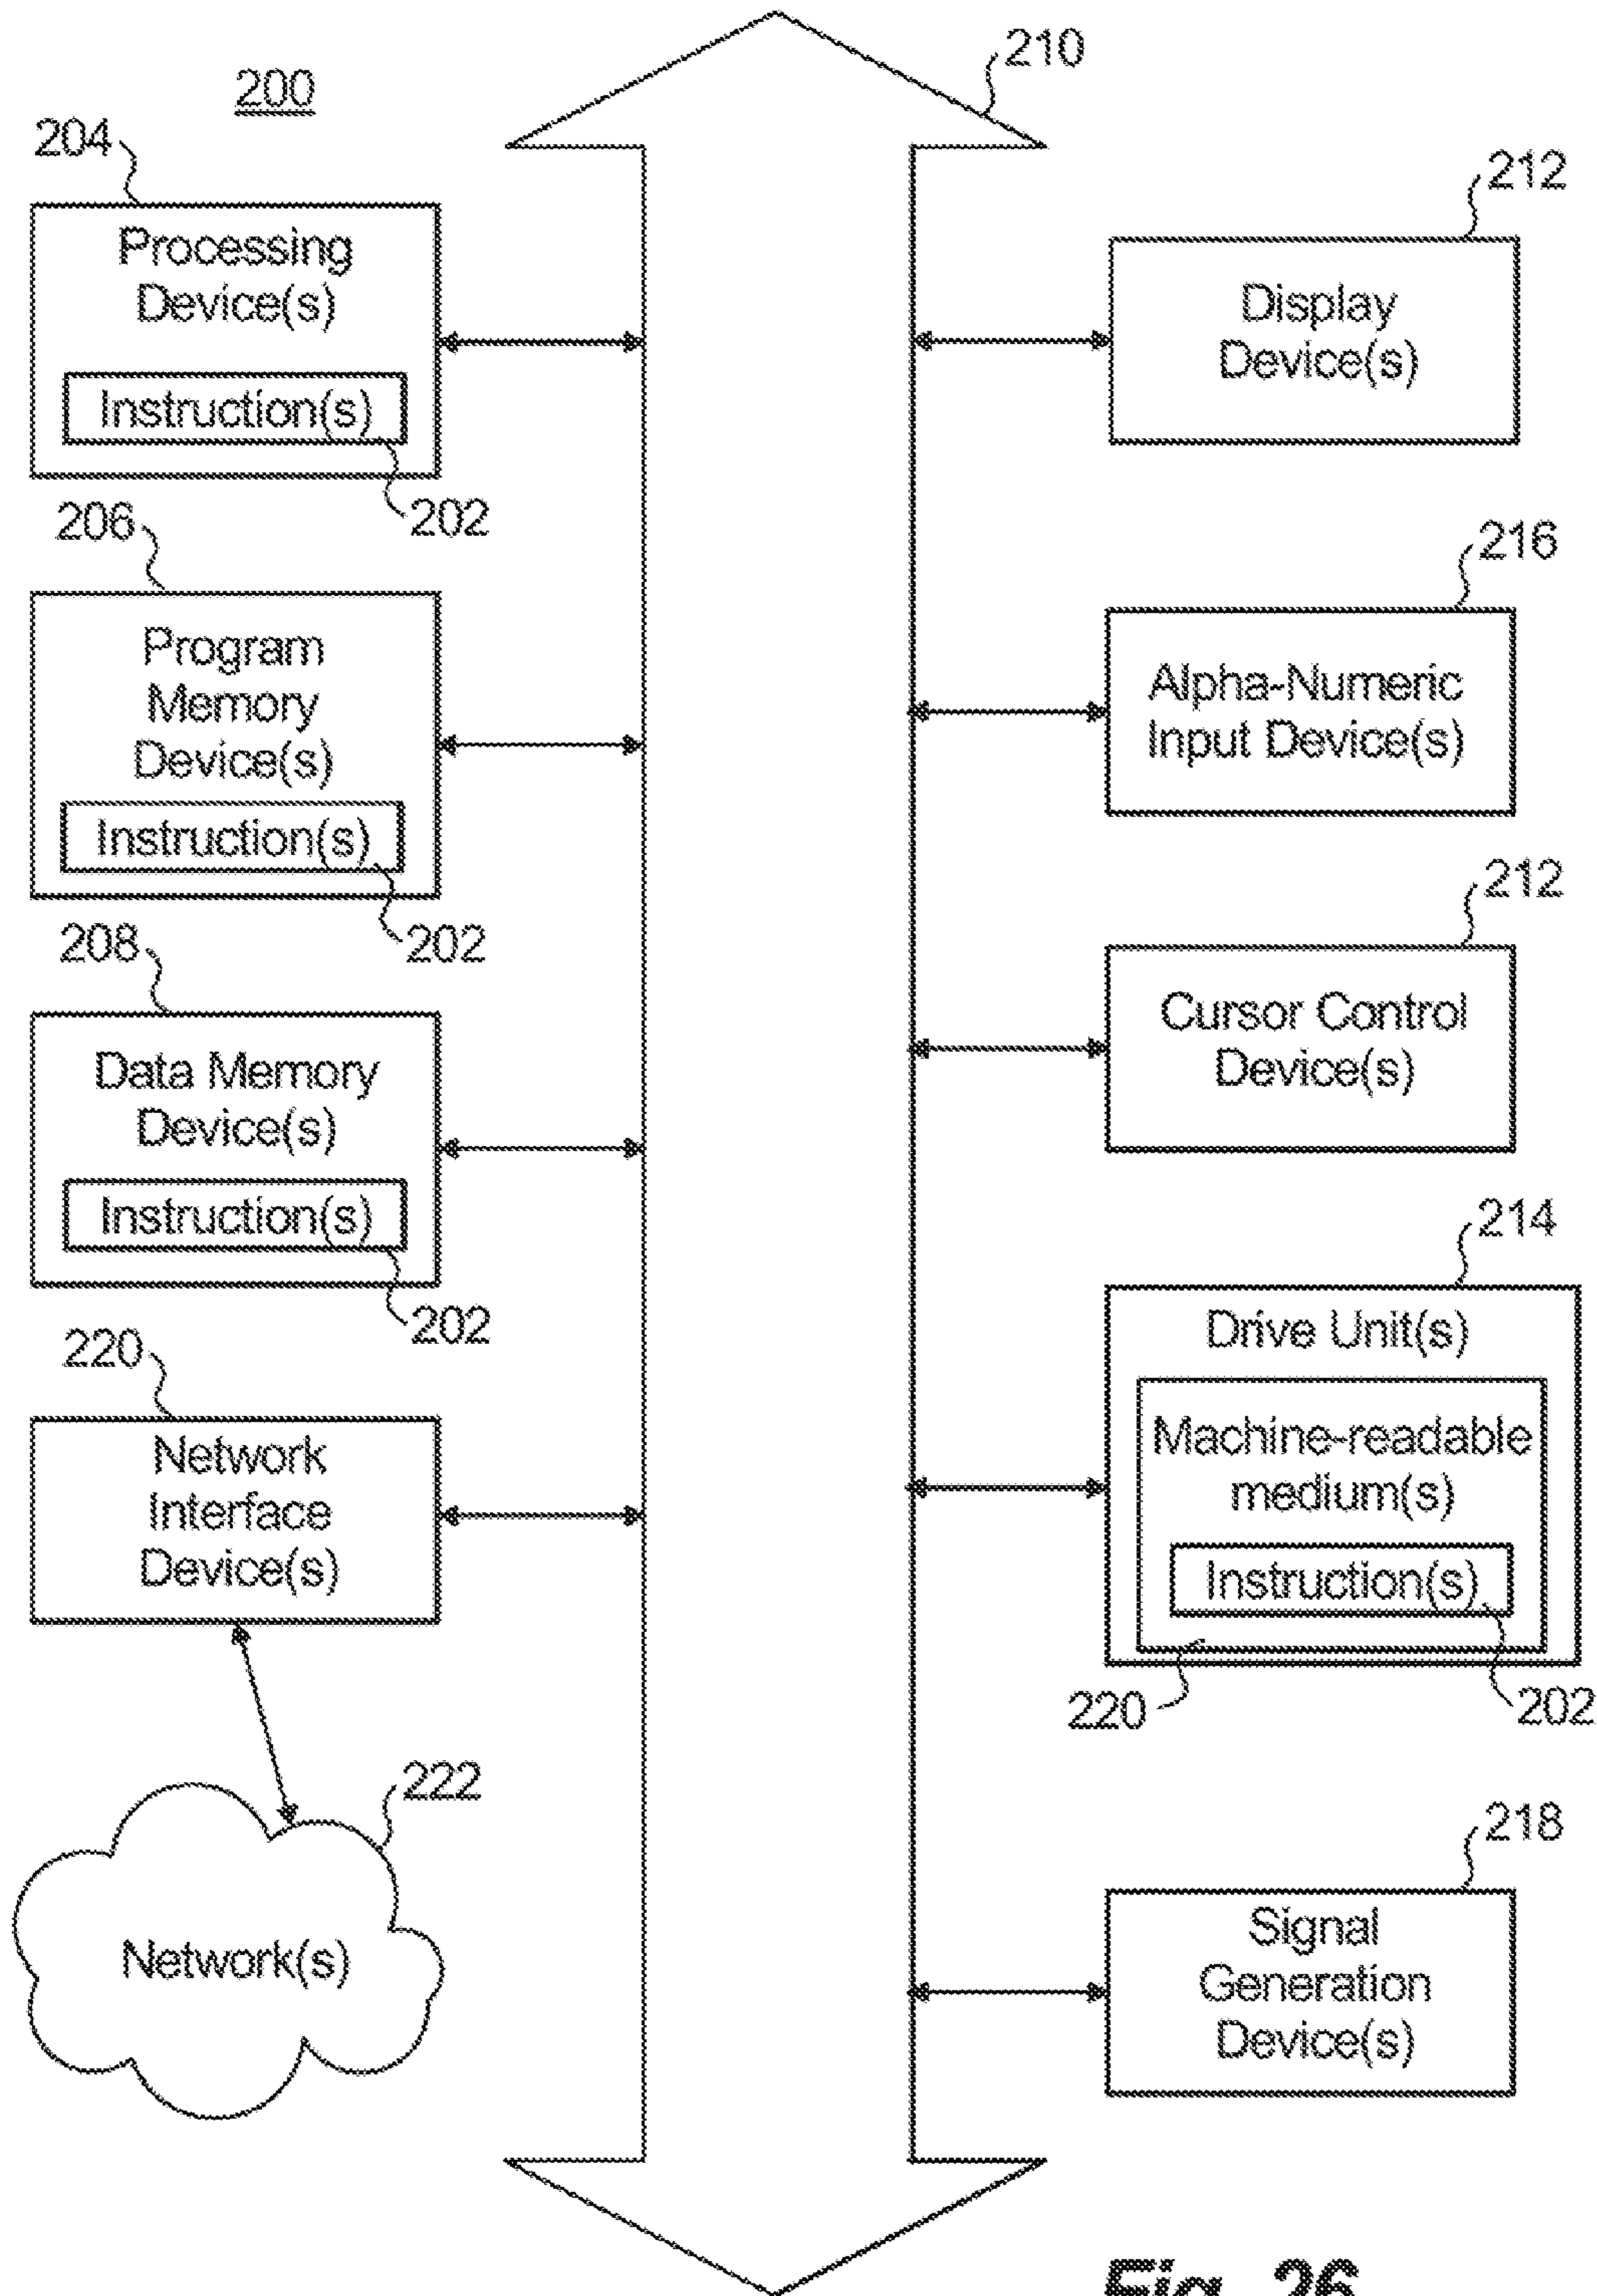 200
210
204
Processing
Device(s)
Instruction(s)
202
206
Program
Memory
Device(s)
Instruction(s)
202
208
Data Memory
Device(s)
Instruction(s)
202
220
Network
Interface
Device(s)
222
Network(s)
212
Display
Device(s)
216
Alpha-Numeric
Input Device(s)
212
Cursor Control
Device(s)
214
Drive Unit(s)
Machine-readable
medium(s)
Instruction(s)
220
202
218
Signal
Generation
Device(s)
Fig. 26